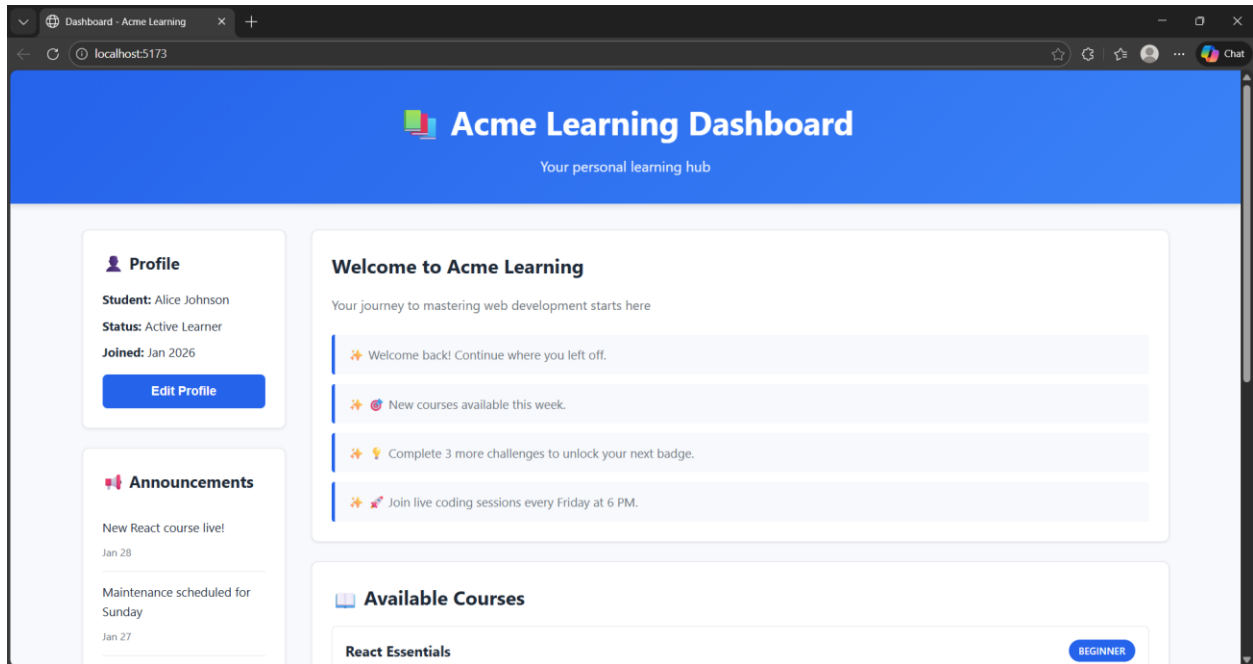 Dashboard - Acme Learning
localhost:5173
Chat
Acme Learning Dashboard
Your personal learning hub
Profile
Student: Alice Johnson
Status: Active Learner
Joined: Jan 2026
Edit Profile
Announcements
New React course live!
Jan 28
Maintenance scheduled for
Sunday
Jan 27
Welcome to Acme Learning
Your journey to mastering web development starts here
Welcome back! Continue where you left off.
New courses available this week.
Complete 3 more challenges to unlock your next badge.
Join live coding sessions every Friday at 6 PM.
Available Courses
React Essentials
BEGINNER